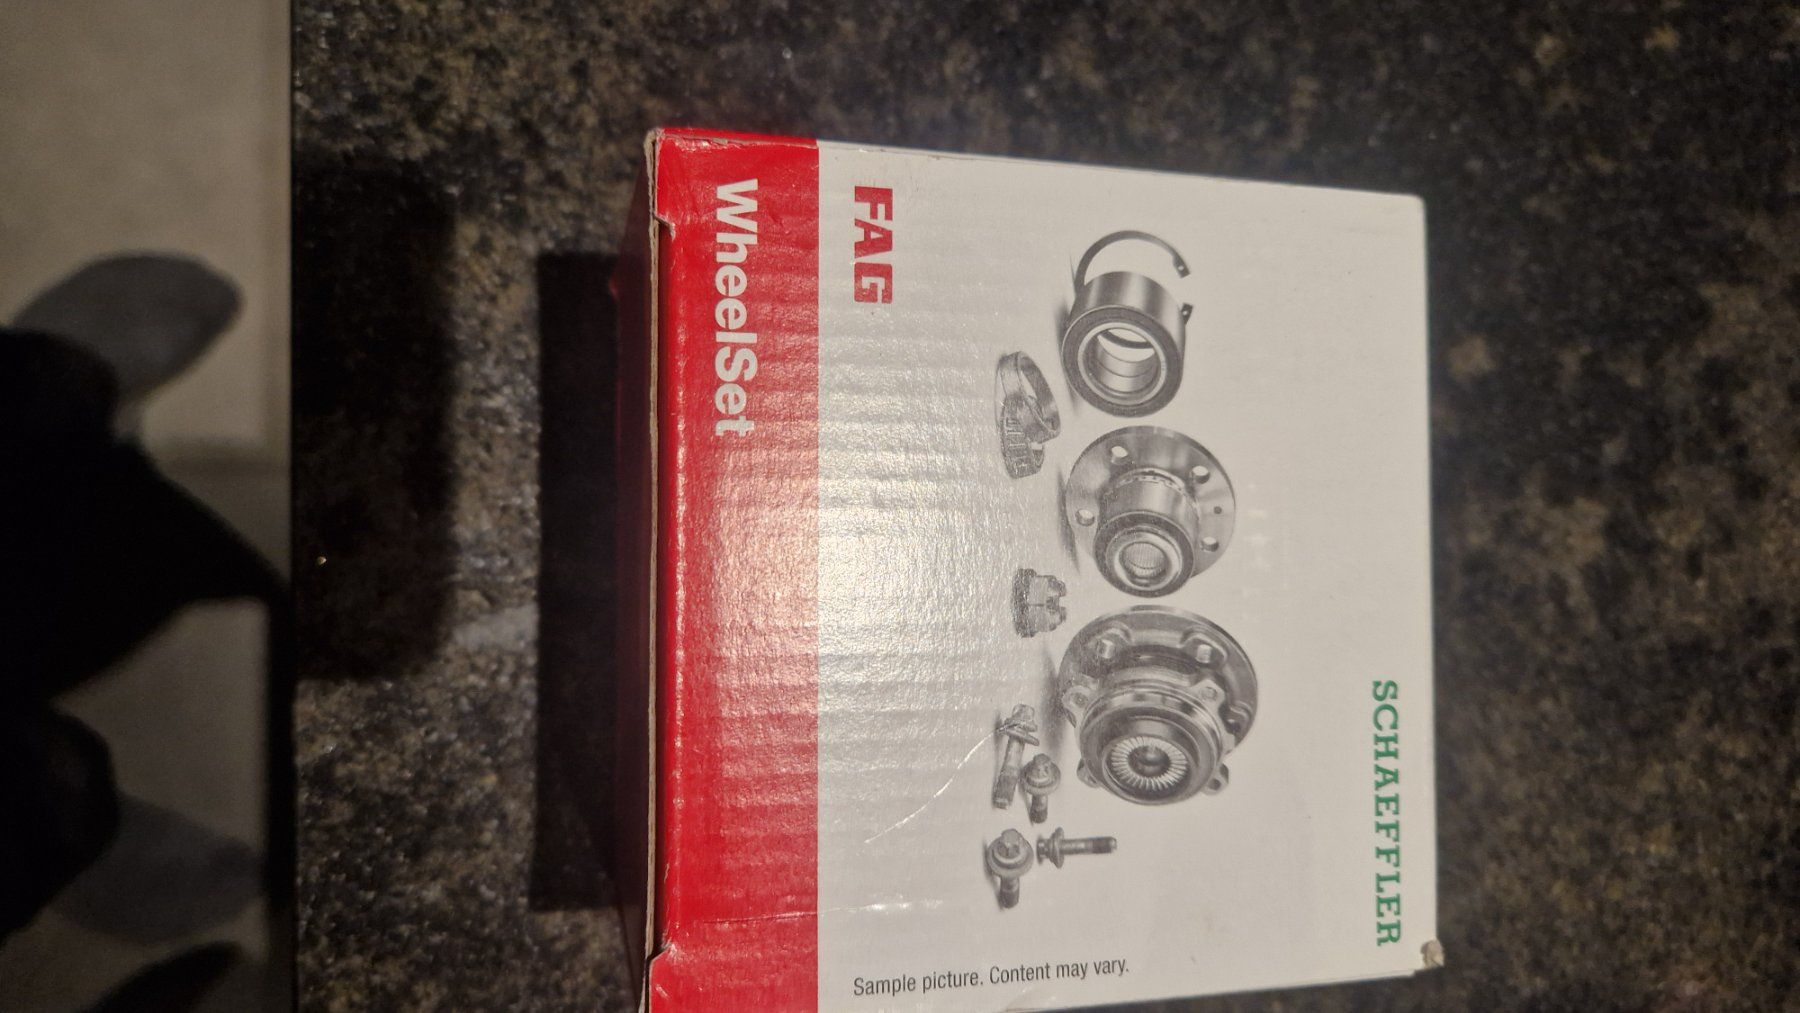 SCHAEFFLER
FAG
WheelSet
Sample picture. Content may vary.